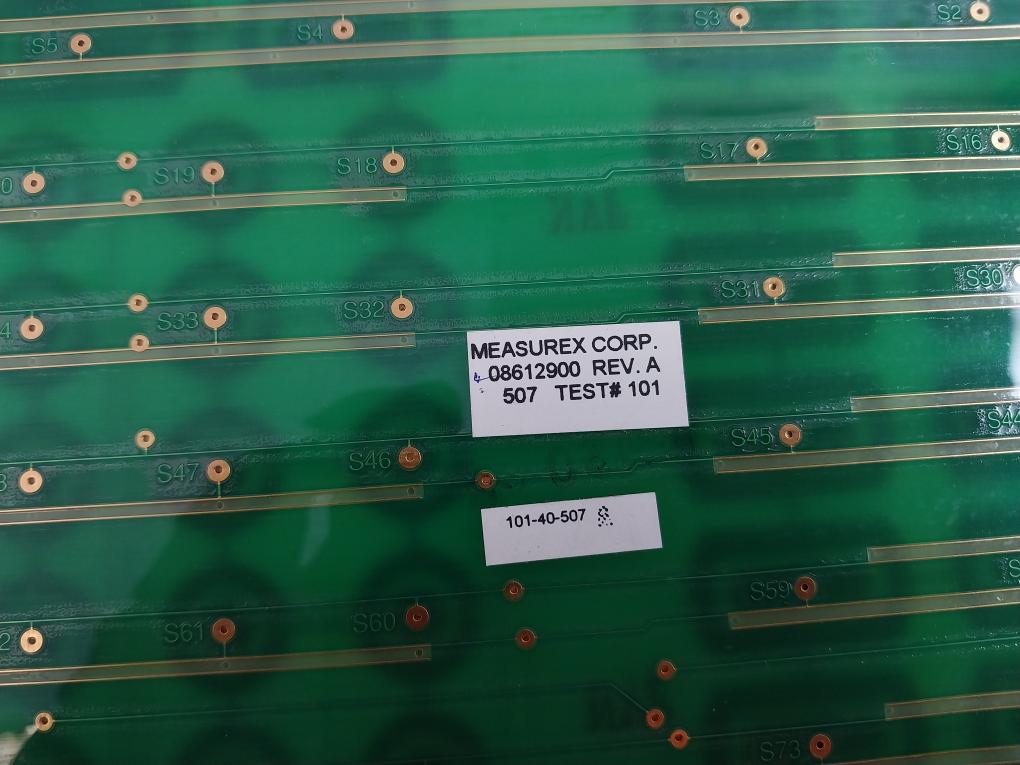 S5
S4
S3
S2
S19
S18
S17
S16
S33
S32
S31
S30
MEASUREX CORP.
08612900 REV. A
507 TEST# 101
S47
S46
S45
S44
101-40-507
S61
S60
S59
S73